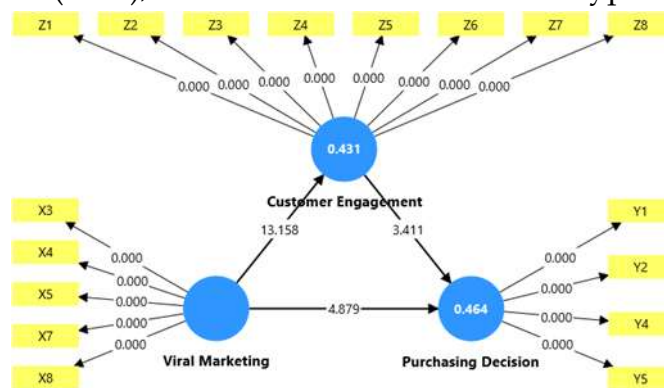 Z1 Z2 Z3 Z4 Z5 Z6 Z7 Z8
0.000 0.000 0.000 0.000 0.000 0.000 0.000 0.000
0.431
Customer Engagement
13.158 3.411
X3 X4 X5 X7 X8
0.000 0.000 0.000 0.000 0.000
4.879
Viral Marketing
0.464
Purchasing Decision
0.000 0.000 0.000 0.000
Y1 Y2 Y4 Y5